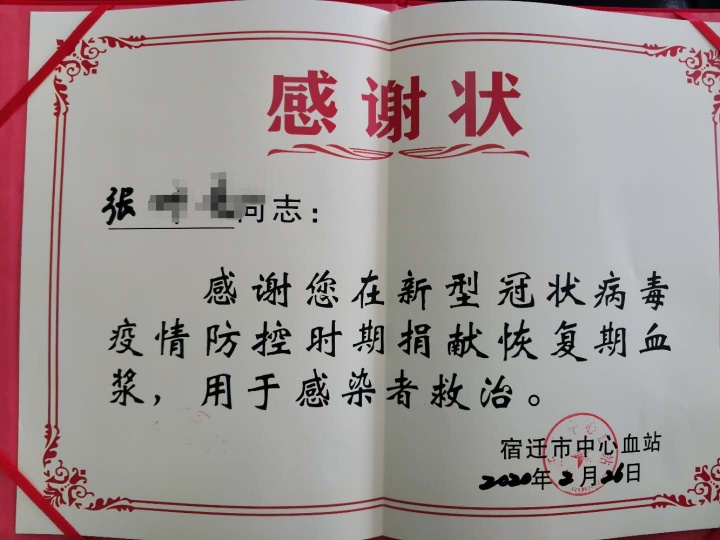 感谢状
张 同志：
感谢您在新型冠状病毒
疫情防控时期捐献恢复期血
浆，用于感染者救治。
宿迁市中心血站
2020年2月26日